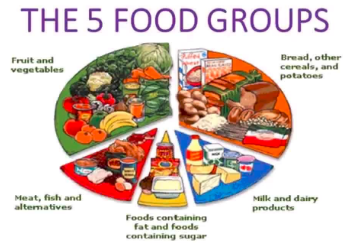 THE 5 FOOD GROUPS
Fruit and
vegetables
Bread, other
cereals, and
potatoes
Meat, fish and
alternatives
Foods containing
fat and foods
containing sugar
Milk and dairy
products